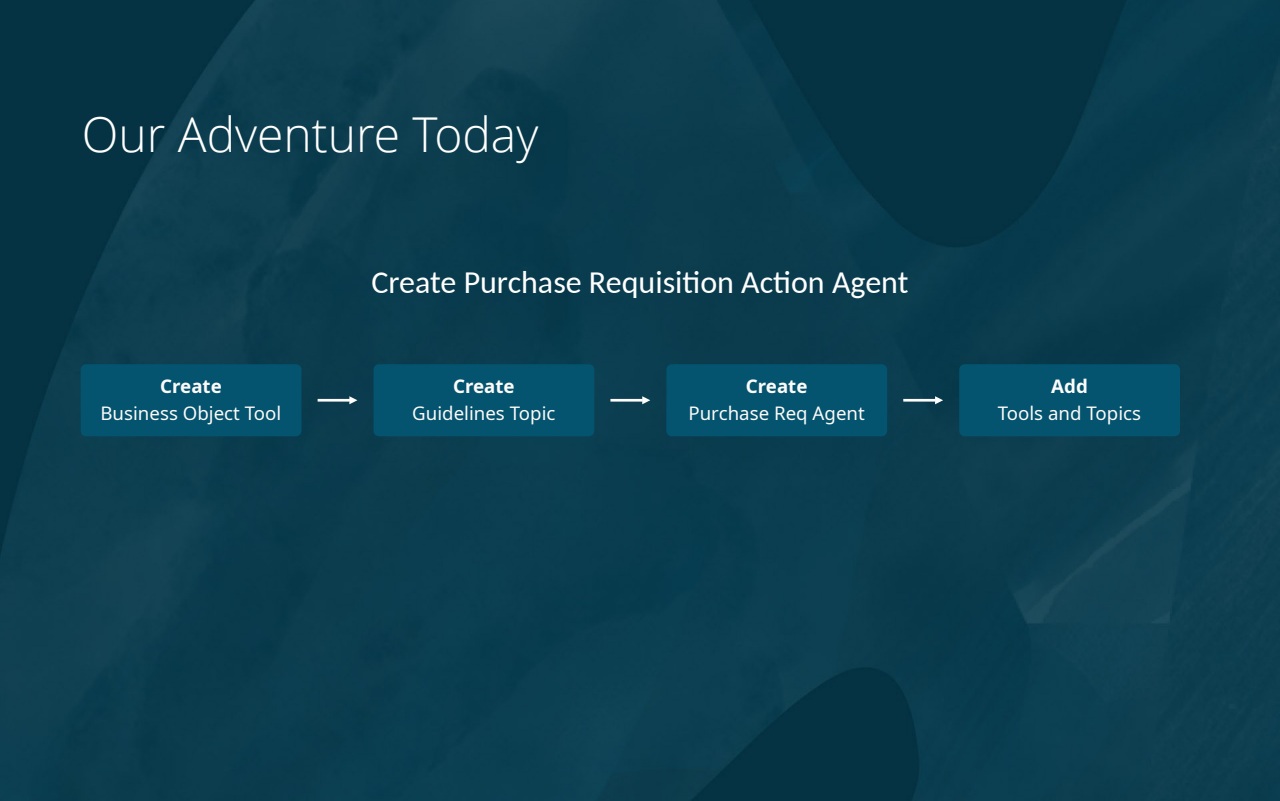 Our Adventure Today
Create Purchase Requisition Action Agent
Create
Business Object Tool
Create
Guidelines Topic
Create
Purchase Req Agent
Add
Tools and Topics